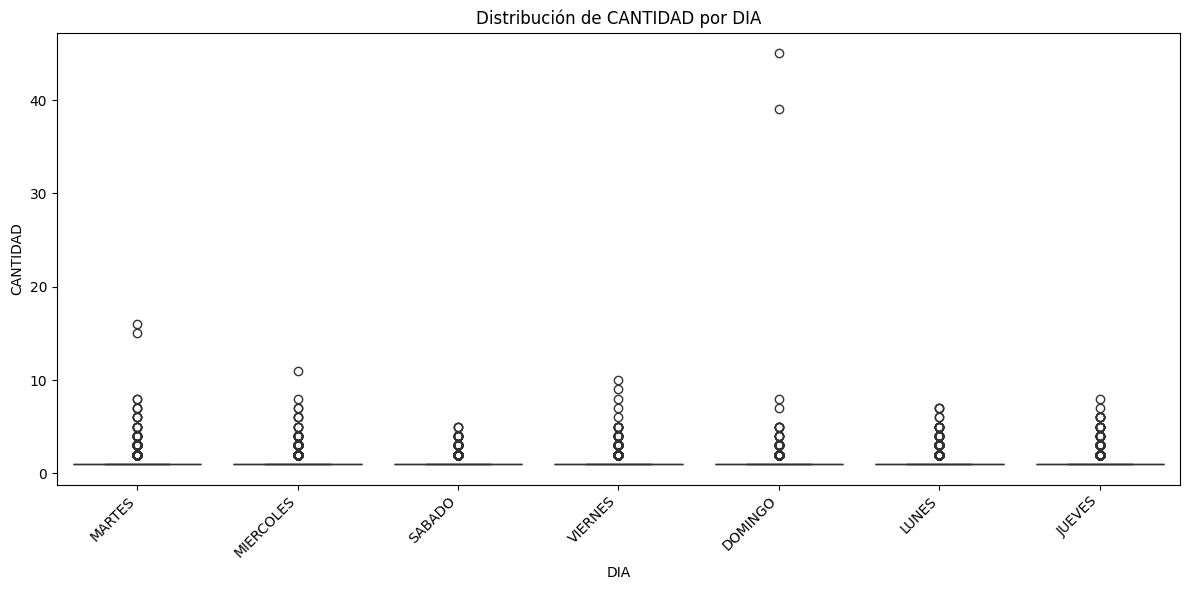 Distribución de CANTIDAD por DIA
CANTIDAD
40
30
20
10
0
MARTES
MIERCOLES
SABADO
VIERNES
DOMINGO
LUNES
JUEVES
DIA